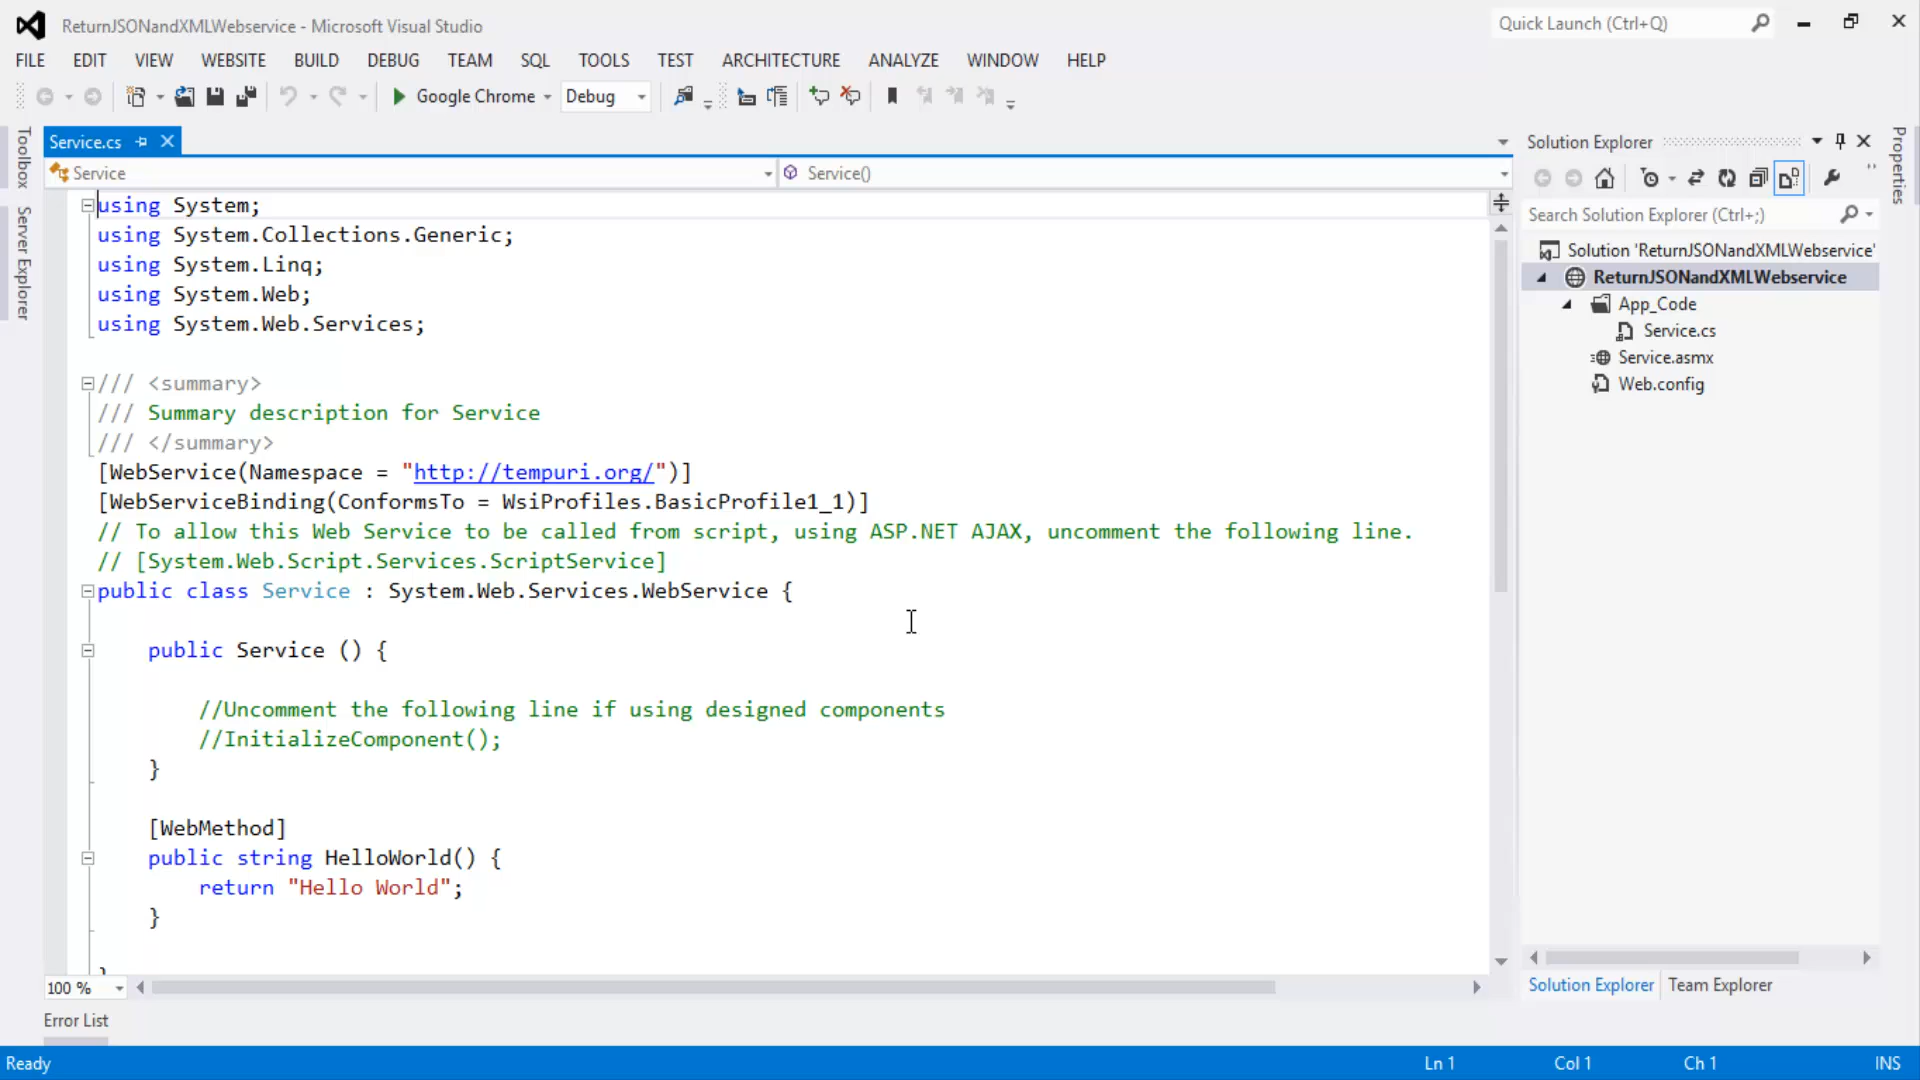 ReturnJSONandXMLWebservice - Microsoft Visual Studio
Quick Launch (Ctrl+Q)
FILE EDIT VIEW WEBSITE BUILD DEBUG TEAM SQL TOOLS TEST ARCHITECTURE ANALYZE WINDOW HELP
Google Chrome Debug
Toolbox
Server Explorer
Service.cs
Service
Service()
using System;
using System.Collections.Generic;
using System.Linq;
using System.Web;
using System.Web.Services;
/// <summary>
/// Summary description for Service
/// </summary>
[WebService(Namespace = "http://tempuri.org/")]
[WebServiceBinding(ConformsTo = WsiProfiles.BasicProfile1_1)]
// To allow this Web Service to be called from script, using ASP.NET AJAX, uncomment the following line.
// [System.Web.Script.Services.ScriptService]
public class Service : System.Web.Services.WebService {
public Service () {
//Uncomment the following line if using designed components
//InitializeComponent();
}
[WebMethod]
public string HelloWorld() {
return "Hello World";
}
100 %
Error List
Solution Explorer
Search Solution Explorer (Ctrl+;)
Solution 'ReturnJSONandXMLWebservice'
ReturnJSONandXMLWebservice
App_Code
Service.cs
Service.asmx
Web.config
Solution Explorer Team Explorer
Properties
Ready
Ln 1 Col 1 Ch 1 INS